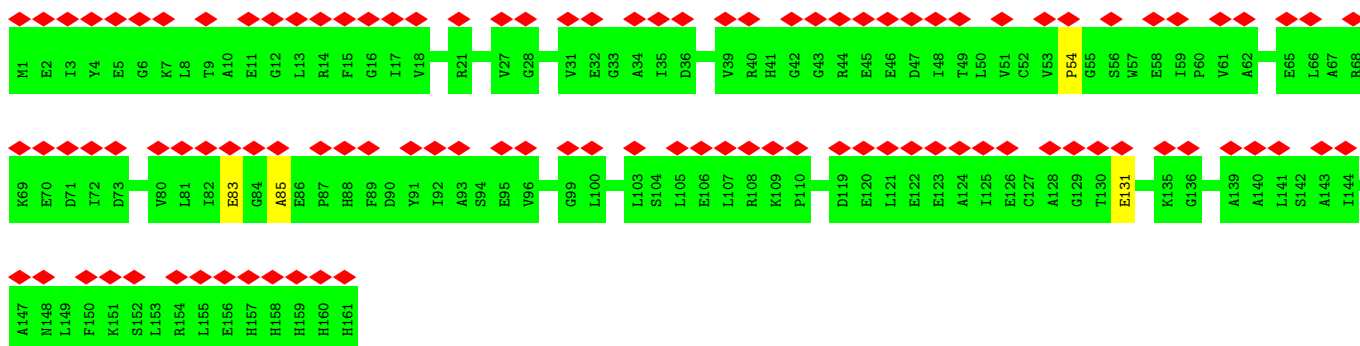 M1 E2 I3 Y4 E5 G6 K7 L8 T9 A10 E11 G12 L13 R14 F15 G16 I17 V18 R21 V27 G28 V31 E32 G33 A34 I35 D36 V39 R40 H41 G42 G43 R44 E45 E46 D47 I48 T49 L50 V51 C52 V53 P54 G55 S56 W57 E58 I59 P60 V61 A62 E65 L66 A67 R68
K69 E70 D71 I72 D73 V80 L81 I82 E83 G84 A85 E86 P87 H88 F89 D90 Y91 I92 A93 S94 E95 V96 G99 L100 L103 S104 L105 E106 L107 R108 K109 P110 D119 E120 L121 E122 E123 A124 I125 E126 C127 A128 G129 T130 E131 K135 G136 A139 A140 L141 S142 A143 I144
A147 N148 L149 F150 K151 S152 L153 R154 L155 E156 H157 H158 H159 H160 H161